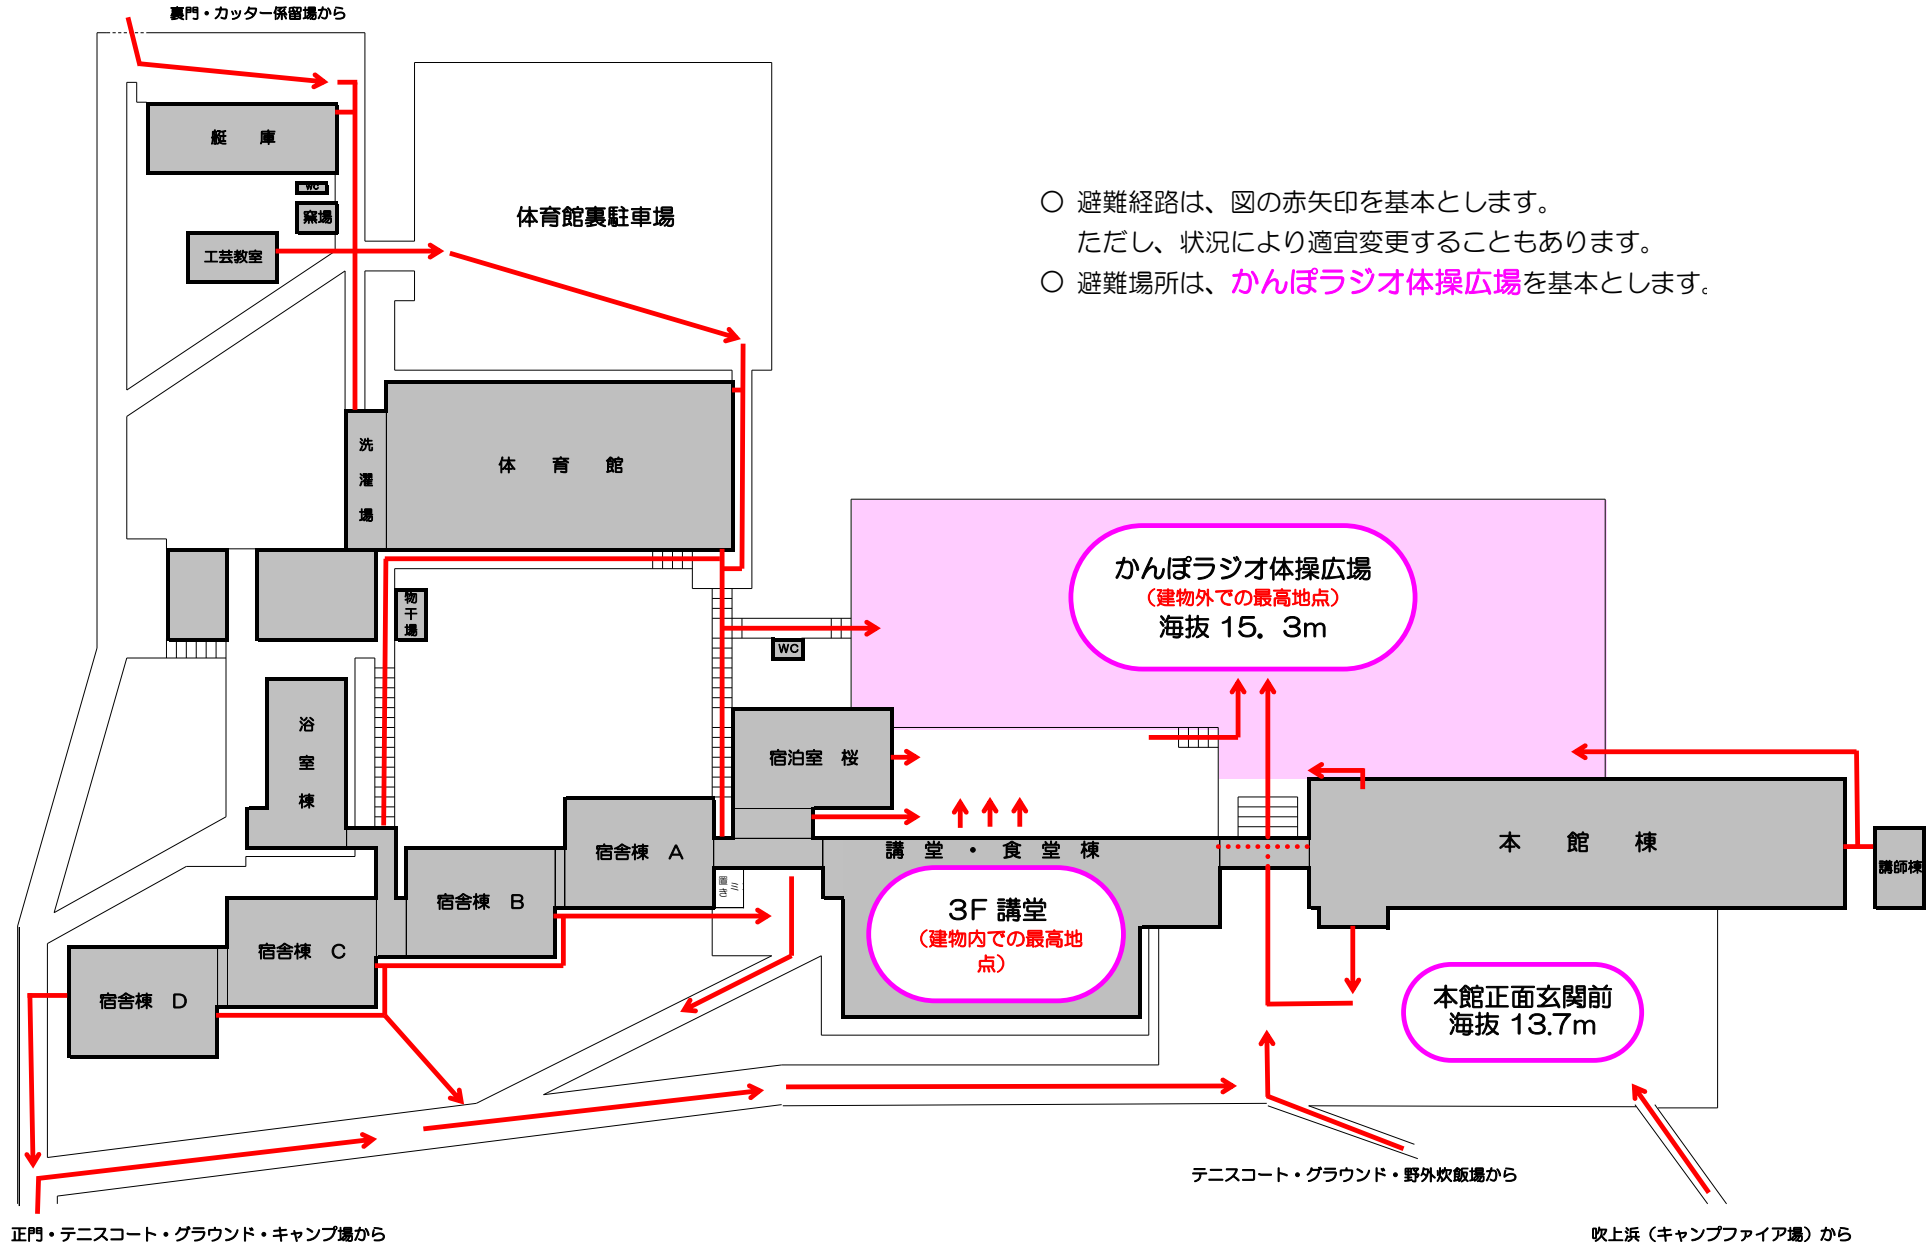 裏門・カッター係留場から
艇 庫
WC
窯場
工芸教室
体育館裏駐車場
○ 避難経路は、図の赤矢印を基本とします。
ただし、状況により適宜変更することもあります。
○ 避難場所は、かんぽラジオ体操広場を基本とします。
洗濯場
体 育 館
物干場
WC
かんぽラジオ体操広場
（建物外での最高地点）
海抜 15．3m
浴室棟
宿泊室 桜
宿舎棟 A
講 堂 ・ 食 堂 棟
本 館 棟
講師棟
ミ
置き
宿舎棟 B
3F 講堂
（建物内での最高地
点）
宿舎棟 C
宿舎棟 D
本館正面玄関前
海抜 13.7m
テニスコート・グラウンド・野外炊飯場から
正門・テニスコート・グラウンド・キャンプ場から
吹上浜（キャンプファイア場）から